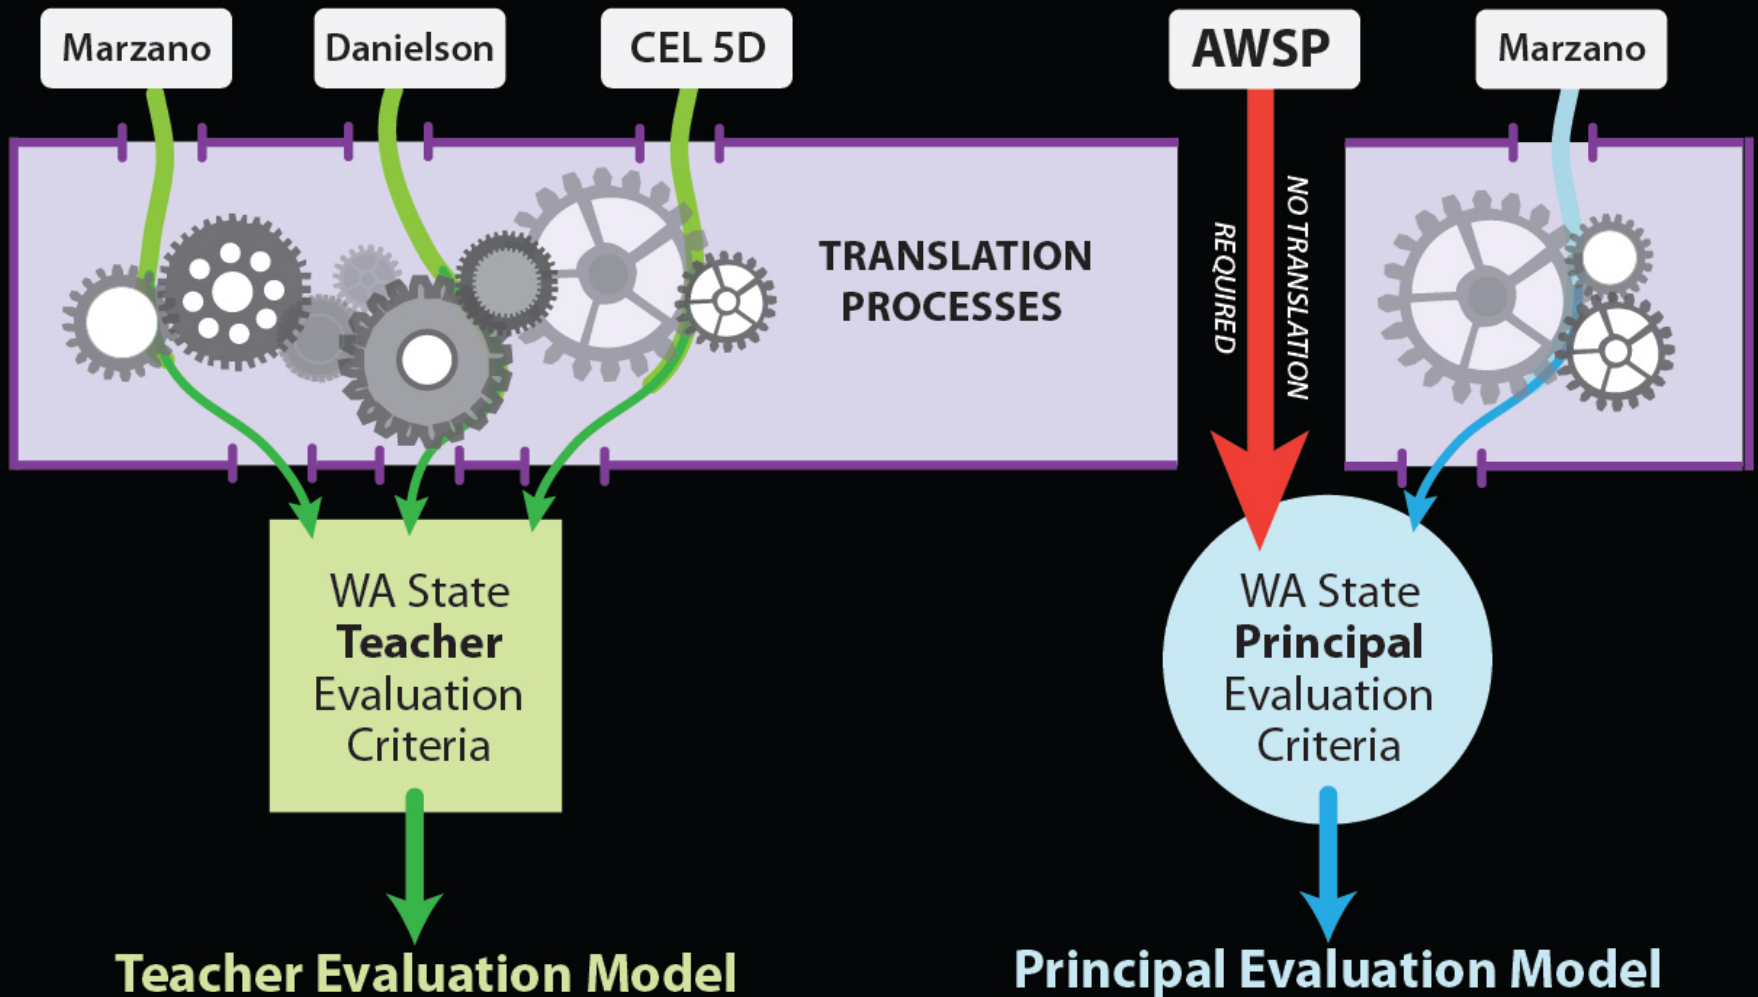 Marzano
Danielson
CEL 5D
AWSP
Marzano
TRANSLATION
PROCESSES
NO TRANSLATION
REQUIRED
WA State
Teacher
Evaluation
Criteria
WA State
Principal
Evaluation
Criteria
Teacher Evaluation Model
Principal Evaluation Model